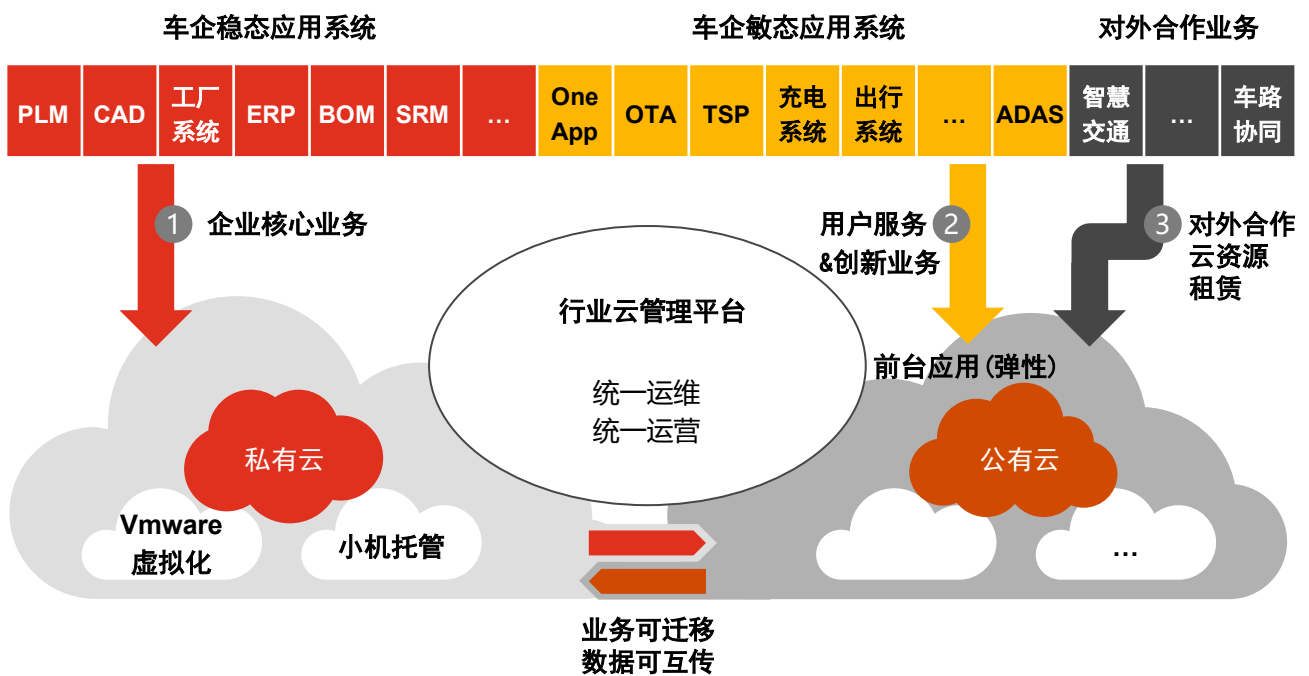 车企稳态应用系统
车企敏态应用系统
对外合作业务
PLM
CAD
工厂
系统
ERP
BOM
SRM
…
One
App
OTA
TSP
充电
系统
出行
系统
…
ADAS
智慧
交通
…
车路
协同
1
企业核心业务
用户服务
&创新业务
2
3
对外合作
云资源
租赁
行业云管理平台
统一运维
统一运营
前台应用(弹性)
私有云
公有云
Vmware
虚拟化
小机托管
…
业务可迁移
数据可互传